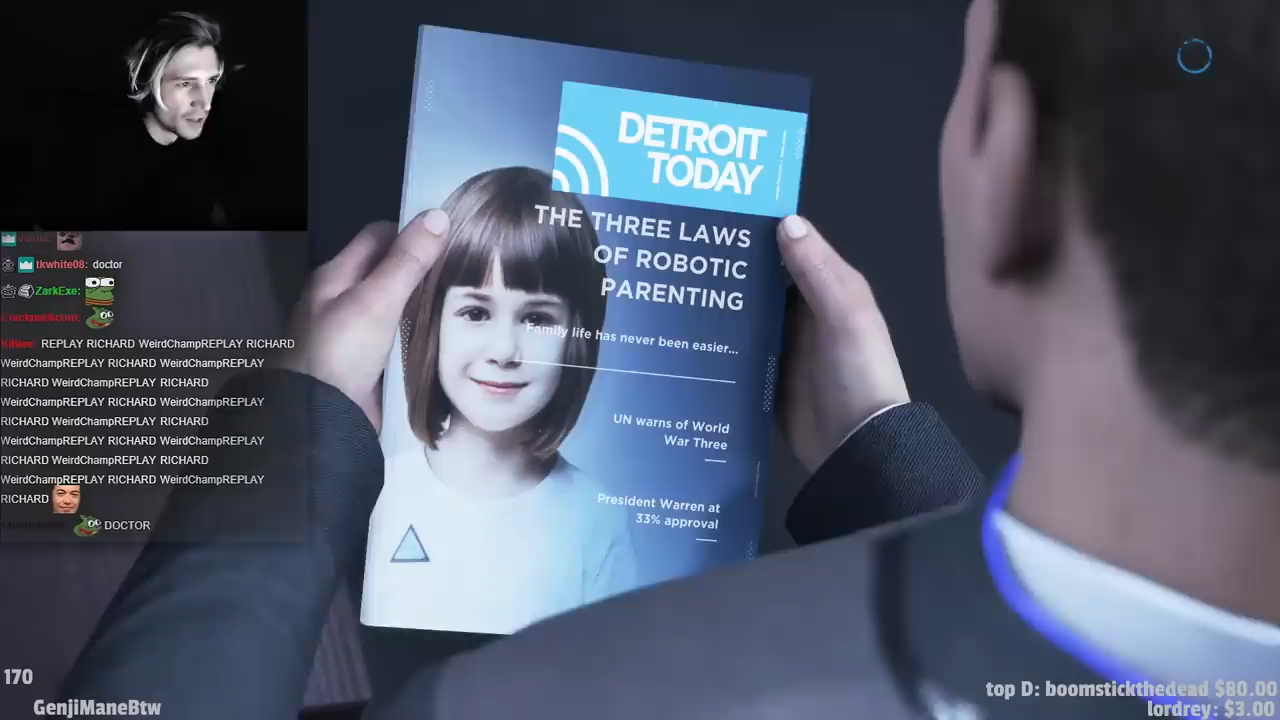 DETROIT
TODAY
THE THREE LAWS
OF ROBOTIC
PARENTING
Family life has never been easier...
UN warns of World
War Three
President Warren at
33% approval
tkwhite08: doctor
ZarkExe:
REPLAY RICHARD WeirdChampREPLAY RICHARD
WeirdChampREPLAY RICHARD WeirdChampREPLAY
RICHARD WeirdChampREPLAY RICHARD
WeirdChampREPLAY RICHARD WeirdChampREPLAY
RICHARD WeirdChampREPLAY RICHARD
WeirdChampREPLAY RICHARD WeirdChampREPLAY
RICHARD WeirdChampREPLAY RICHARD
WeirdChampREPLAY RICHARD WeirdChampREPLAY
RICHARD
DOCTOR
170
GenjiManeBtw
top D: boomstickthedead $80.00
lordrey: $3.00